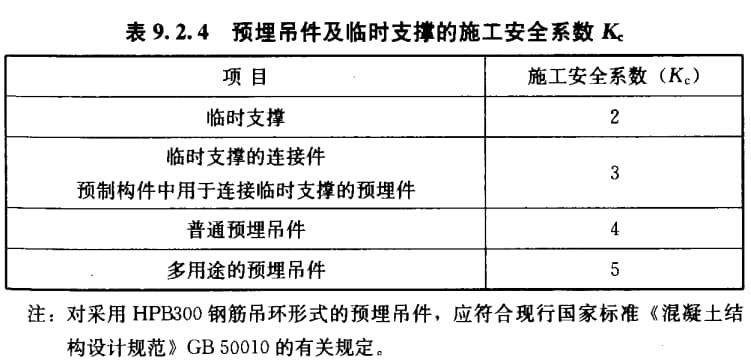 表 9.2.4 预埋吊件及临时支撑的施工安全系数 Kc
项 目 施工安全系数（Kc）
临时支撑 2
临时支撑的连接件
预制构件中用于连接临时支撑的预埋件 3
普通预埋吊件 4
多用途的预埋吊件 5
注：对采用 HPB300 钢筋吊环形式的预埋吊件，应符合现行国家标准《混凝土结
构设计规范》GB 50010 的有关规定。